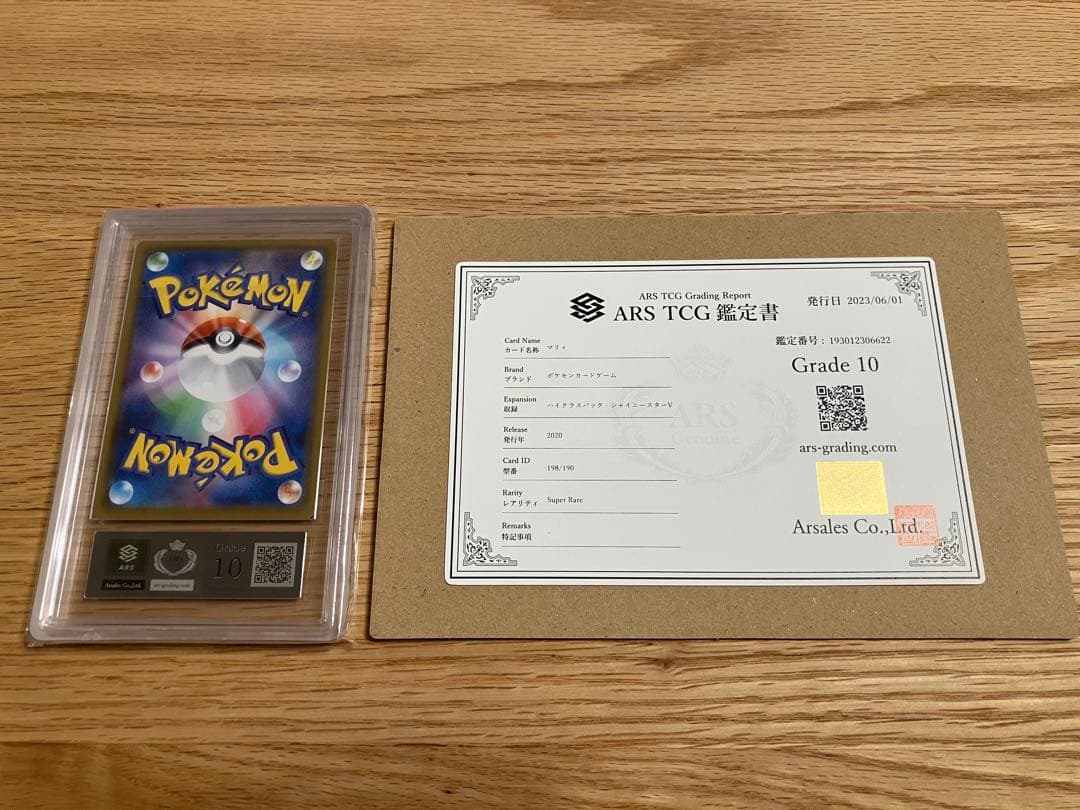 POKéMON
POKéMON
ARS
Arsales Co.,Ltd.
ARS
ars-grading.com
Grade
10
ARS TCG Grading Report
ARS TCG 鑑定書
発行日 2023/06/01
鑑定番号：193012306622
Grade 10
ars-grading.com
Arsales Co.,Ltd.
Card Name
カード名称 マリィ
Brand
ブランド ポケモンカードゲーム
Expansion
収録 ハイクラスパック・シャイニースターV
Release
発行年 2020
Card ID
型番 198/190
Rarity
レアリティ Super Rare
Remarks
特記事項
ARS
Genuine